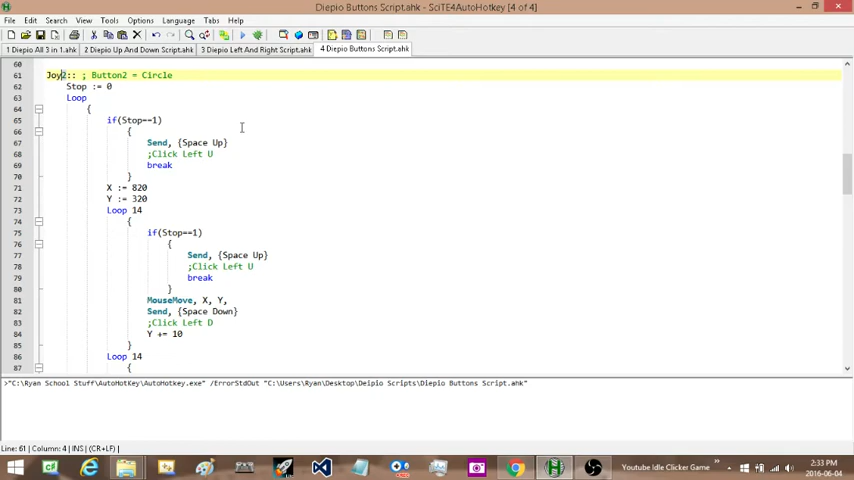 Diepio Buttons Script.ahk - SciTE4AutoHotkey [4 of 4]
File Edit Search View Tools Options Language Tabs Help
1 Diepio All 3 in 1.ahk 2 Diepio Up And Down Script.ahk 3 Diepio Left And Right Script.ahk 4 Diepio Buttons Script.ahk
60
61 Joy2:: ; Button2 = Circle
62 Stop := 0
63 Loop
64 {
65 if(Stop==1)
66 {
67 Send, {Space Up}
68 ;Click Left U
69 break
70 }
71 X := 820
72 Y := 320
73 Loop 14
74 {
75 if(Stop==1)
76 {
77 Send, {Space Up}
78 ;Click Left U
79 break
80 }
81 MouseMove, X, Y,
82 Send, {Space Down}
83 ;Click Left D
84 Y += 10
85 }
86 Loop 14
87 {
>"C:\Ryan School Stuff\AutoHotKey\AutoHotkey.exe" /ErrorStdOut "C:\Users\Ryan\Desktop\Deipio Scripts\Diepio Buttons Script.ahk"
Line: 61 | Column: 4 | INS | (CR+LF)
Youtube Idle Clicker Game
2:33 PM
2016-06-04